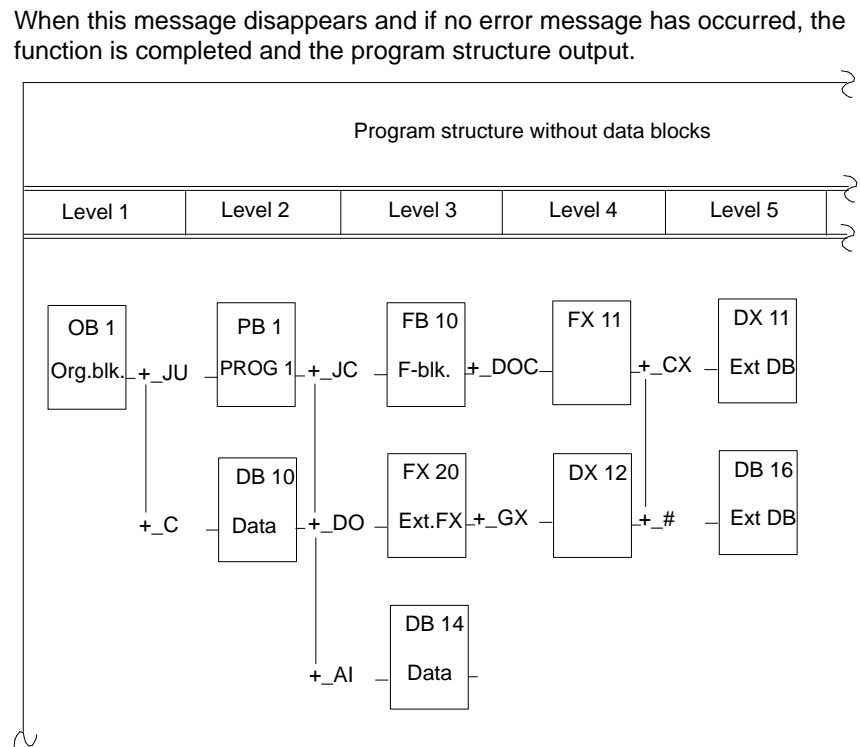 When this message disappears and if no error message has occurred, the
function is completed and the program structure output.
Program structure without data blocks
Level 1 Level 2 Level 3 Level 4 Level 5
OB 1 PB 1 FB 10 FX 11 DX 11
Org.blk. +_JU PROG 1 +_JC F-blk. +_DOC +_CX Ext DB
DB 10 FX 20 DX 12 DB 16
+_C Data +_DO Ext.FX +_GX +_# Ext DB
DB 14
+_AI Data